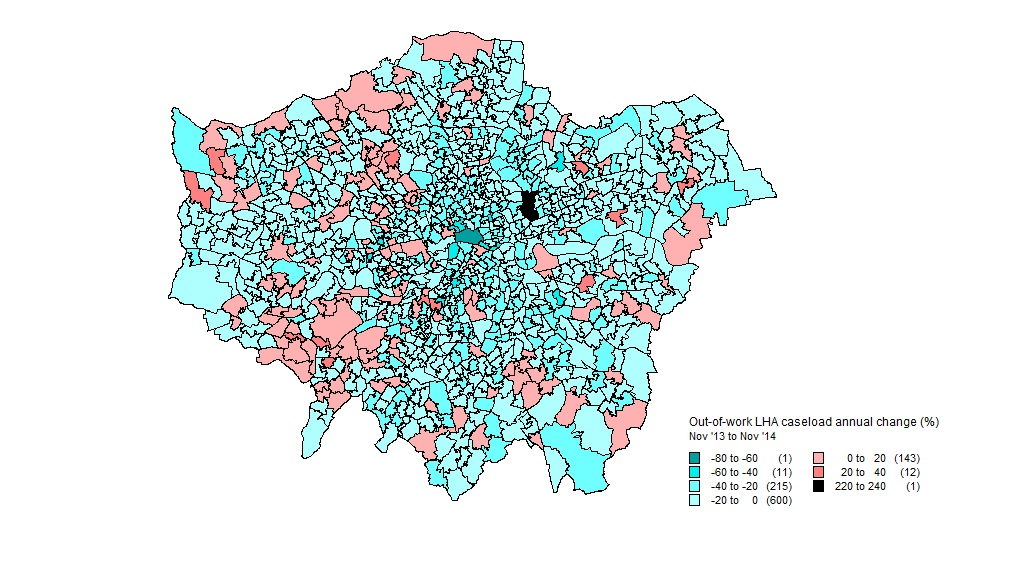 Out-of-work LHA caseload annual change (%)
Nov '13 to Nov '14
-80 to -60 (1)
-60 to -40 (11)
-40 to -20 (215)
-20 to 0 (600)
0 to 20 (143)
20 to 40 (12)
220 to 240 (1)